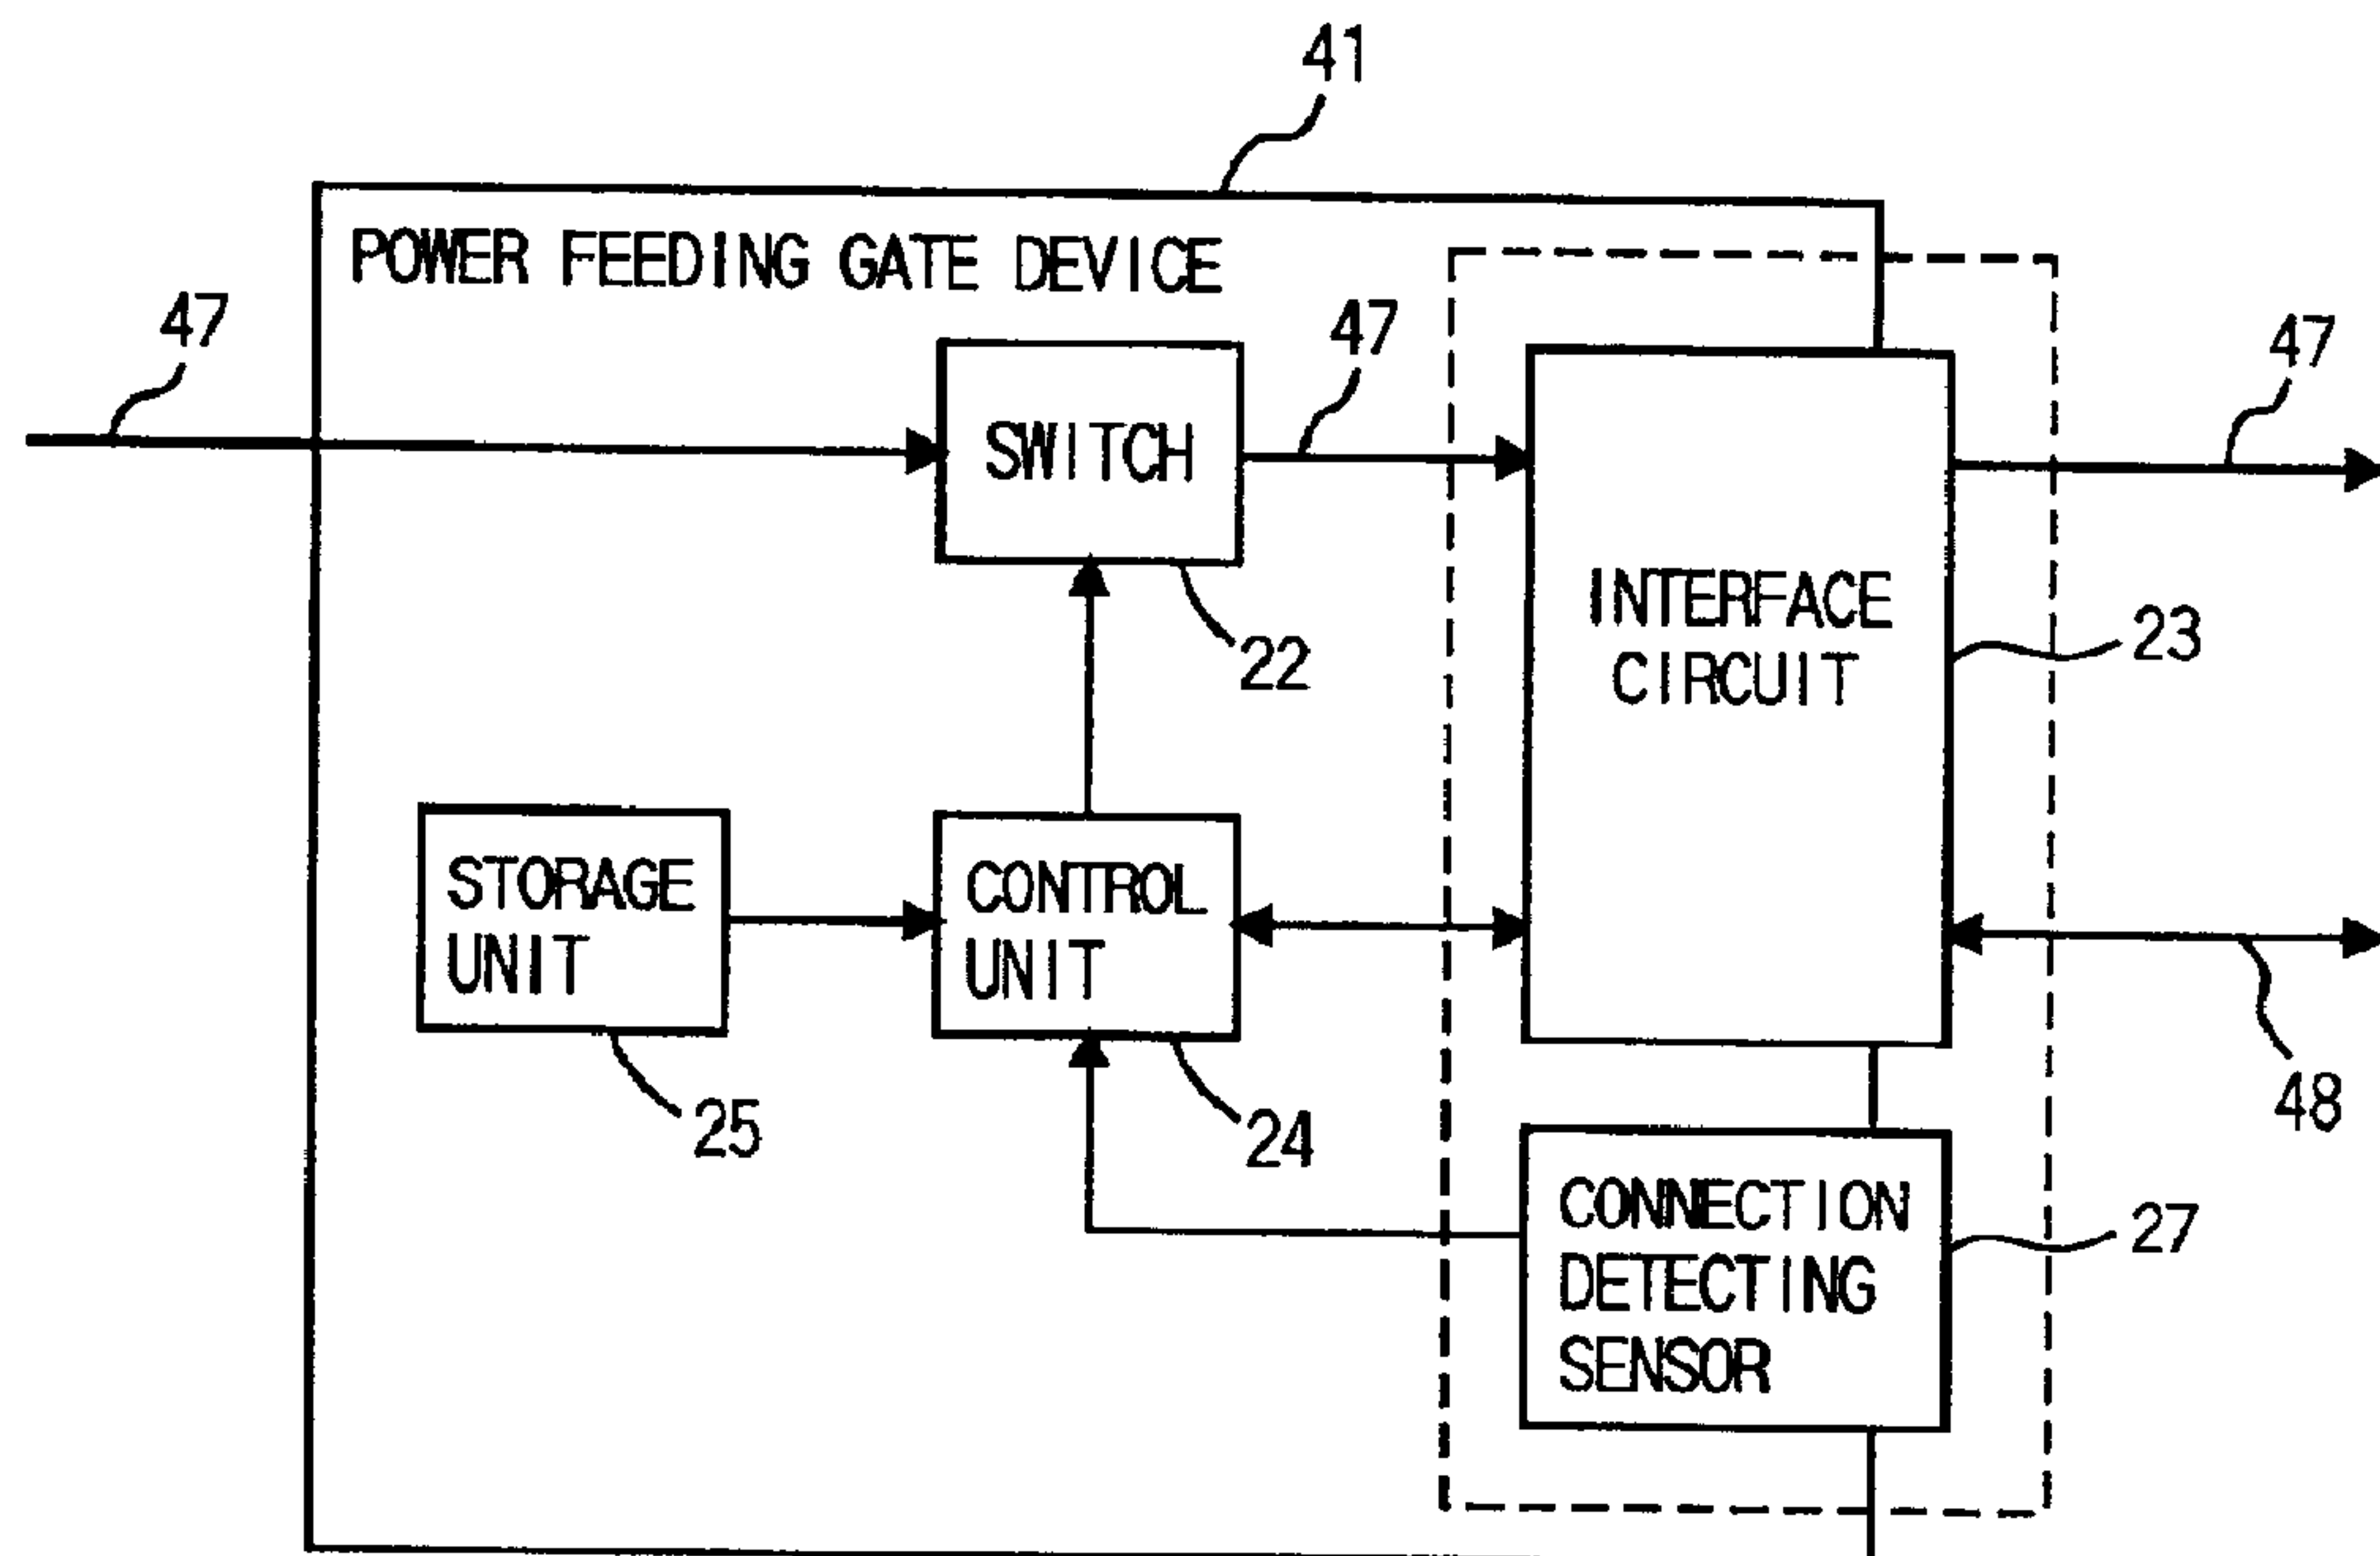 41
POWER FEEDING GATE DEVICE
47
47
47
SWITCH
22
INTERFACE
CIRCUIT
23
STORAGE
UNIT
CONTROL
UNIT
25
24
48
CONNECTION
DETECTING
SENSOR
27